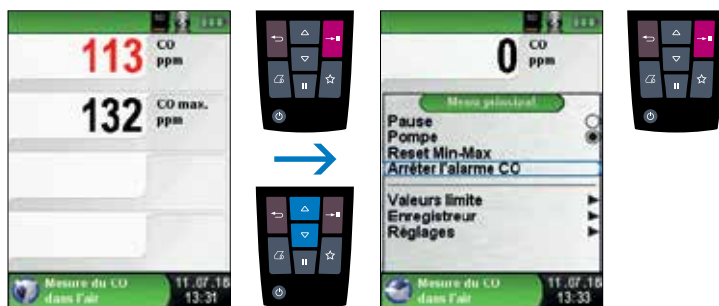 113 CO ppm
132 CO max. ppm
Mesure du CO dans l'air
11.07.16
13:31
0 CO ppm
Menu principal
Pause
Pompe
Reset Min-Max
Arrêter l'alarme CO
Valeurs limite
Enregistreur
Réglages
Mesure du CO dans l'air
11.07.16
13:33